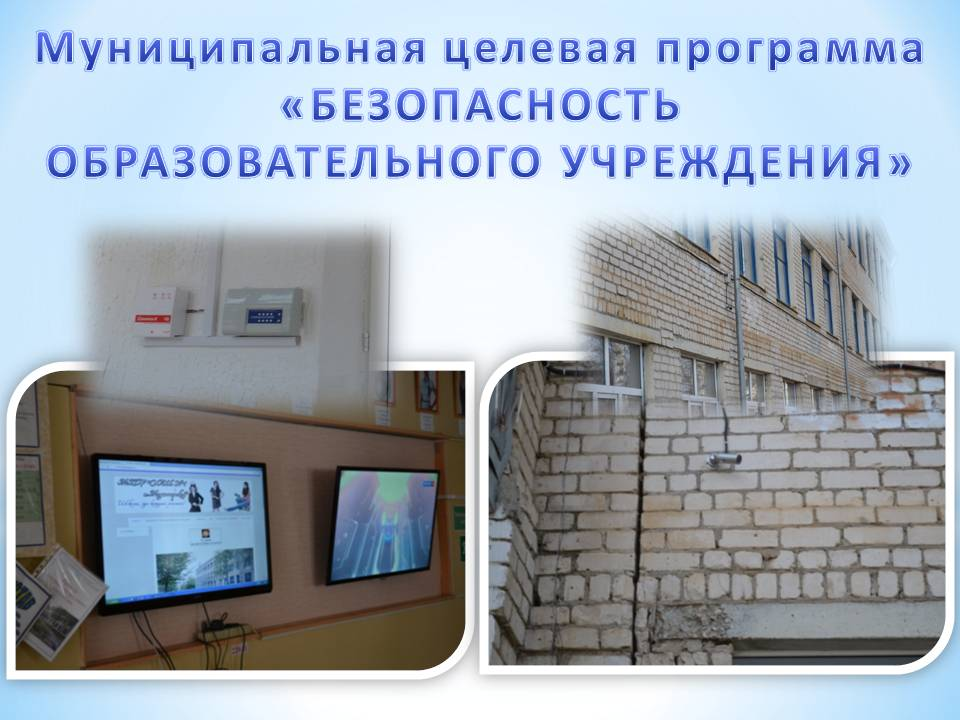 Муниципальная целевая программа
«БЕЗОПАСНОСТЬ
ОБРАЗОВАТЕЛЬНОГО УЧРЕЖДЕНИЯ»